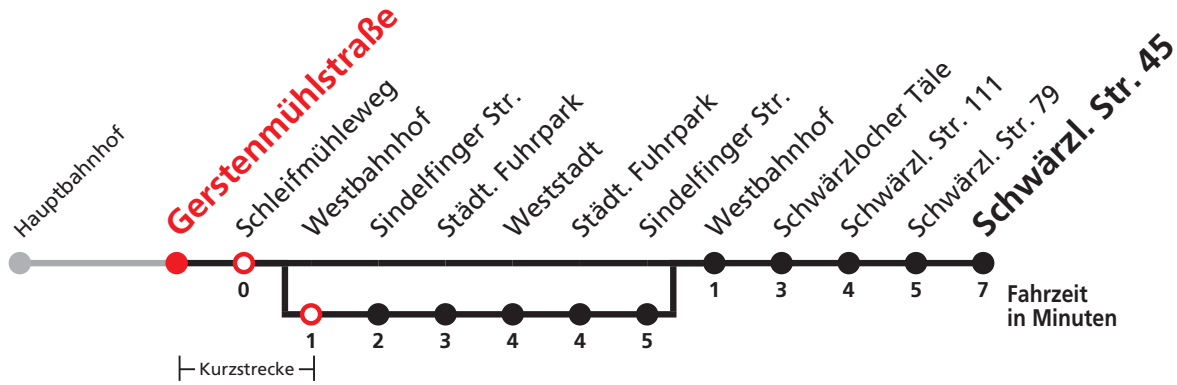 Hauptbahnhof
Gerstenmühlstraße
Schleifmühleweg
Westbahnhof
Sindelfinger Str.
Städt. Fuhrpark
Weststadt
Städt. Fuhrpark
Sindelfinger Str.
Westbahnhof
Schwärzlocher Täle
Schwärzl. Str. 111
Schwärzl. Str. 79
Schwärzl. Str. 45
0
1
3
4
5
7
Fahrzeit
in Minuten
1
2
3
4
4
5
Kurzstrecke